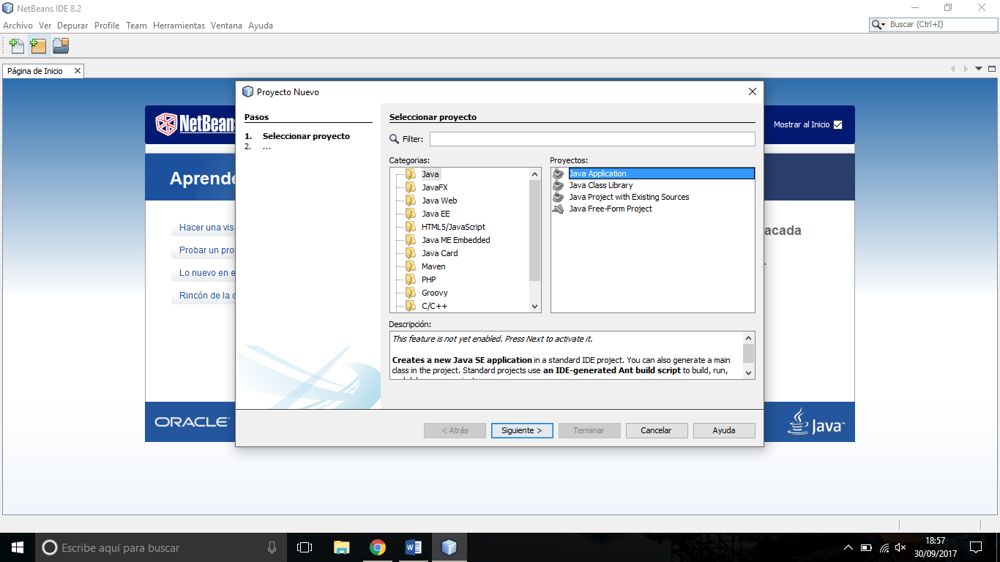 NetBeans IDE 8.2
Archivo Ver Depurar Profile Team Herramientas Ventana Ayuda
Buscar (Ctrl+I)
Página de Inicio
NetBeans
Mostrar al Inicio
Aprende
Hacer una vis
Probar un pro
Lo nuevo en e
Rincón de la c
acada
Proyecto Nuevo
Pasos
1. Seleccionar proyecto
2. ...
Seleccionar proyecto
Filter:
Categorias:
Java
JavaFX
Java Web
Java EE
HTML5/JavaScript
Java ME Embedded
Java Card
Maven
PHP
Groovy
C/C++
Proyectos:
Java Application
Java Class Library
Java Project with Existing Sources
Java Free-Form Project
Descripción:
This feature is not yet enabled. Press Next to activate it.
Creates a new Java SE application in a standard IDE project. You can also generate a main
class in the project. Standard projects use an IDE-generated Ant build script to build, run,
< Atrás
Siguiente >
Terminar
Cancelar
Ayuda
ORACLE
Java
Escribe aquí para buscar
18:57
30/09/2017